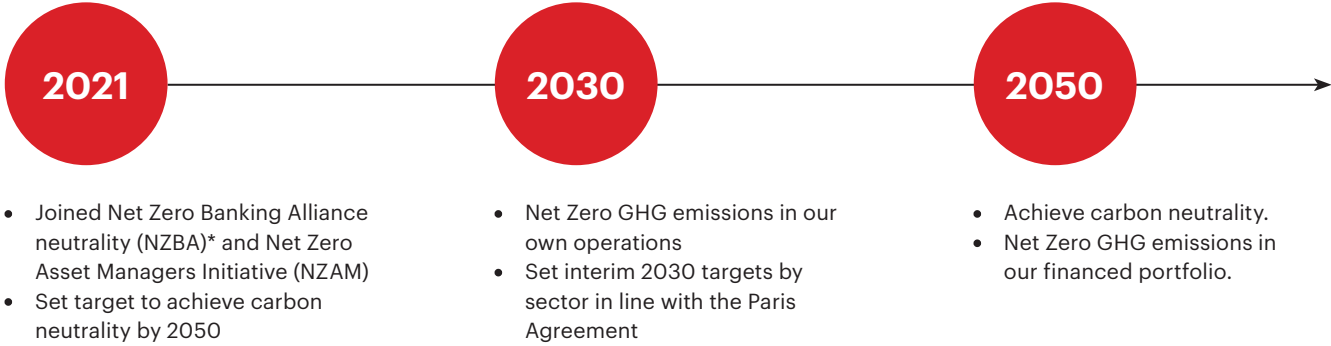 2021
2030
2050
• Joined Net Zero Banking Alliance
neutrality (NZBA)* and Net Zero
Asset Managers Initiative (NZAM)
• Set target to achieve carbon
neutrality by 2050
• Net Zero GHG emissions in our
own operations
• Set interim 2030 targets by
sector in line with the Paris
Agreement
• Achieve carbon neutrality.
• Net Zero GHG emissions in
our financed portfolio.